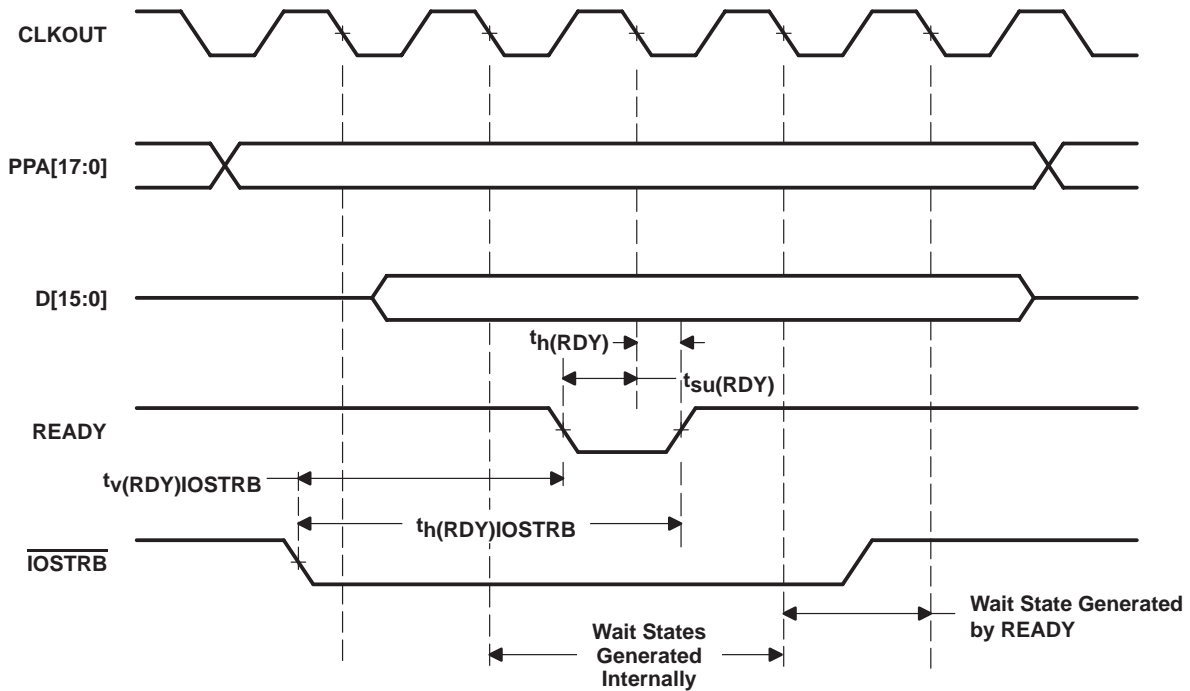 CLKOUT
PPA[17:0]
D[15:0]
th(RDY)
tsu(RDY)
READY
tv(RDY)IOSTRB
th(RDY)IOSTRB
IOSTRB
Wait State Generated
by READY
Wait States
Generated
Internally